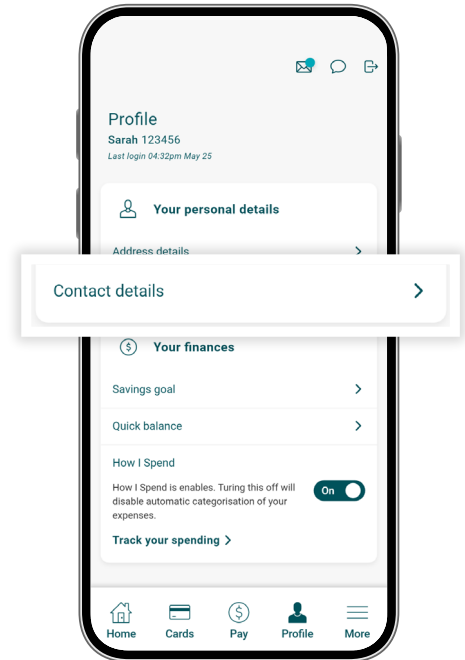 Profile
Sarah 123456
Last login 04:32pm May 25
Your personal details
Address details
Contact details
Your finances
Savings goal
Quick balance
How I Spend
How I Spend is enables. Turing this off will
disable automatic categorisation of your
expenses.
On
Track your spending
Home Cards Pay Profile More